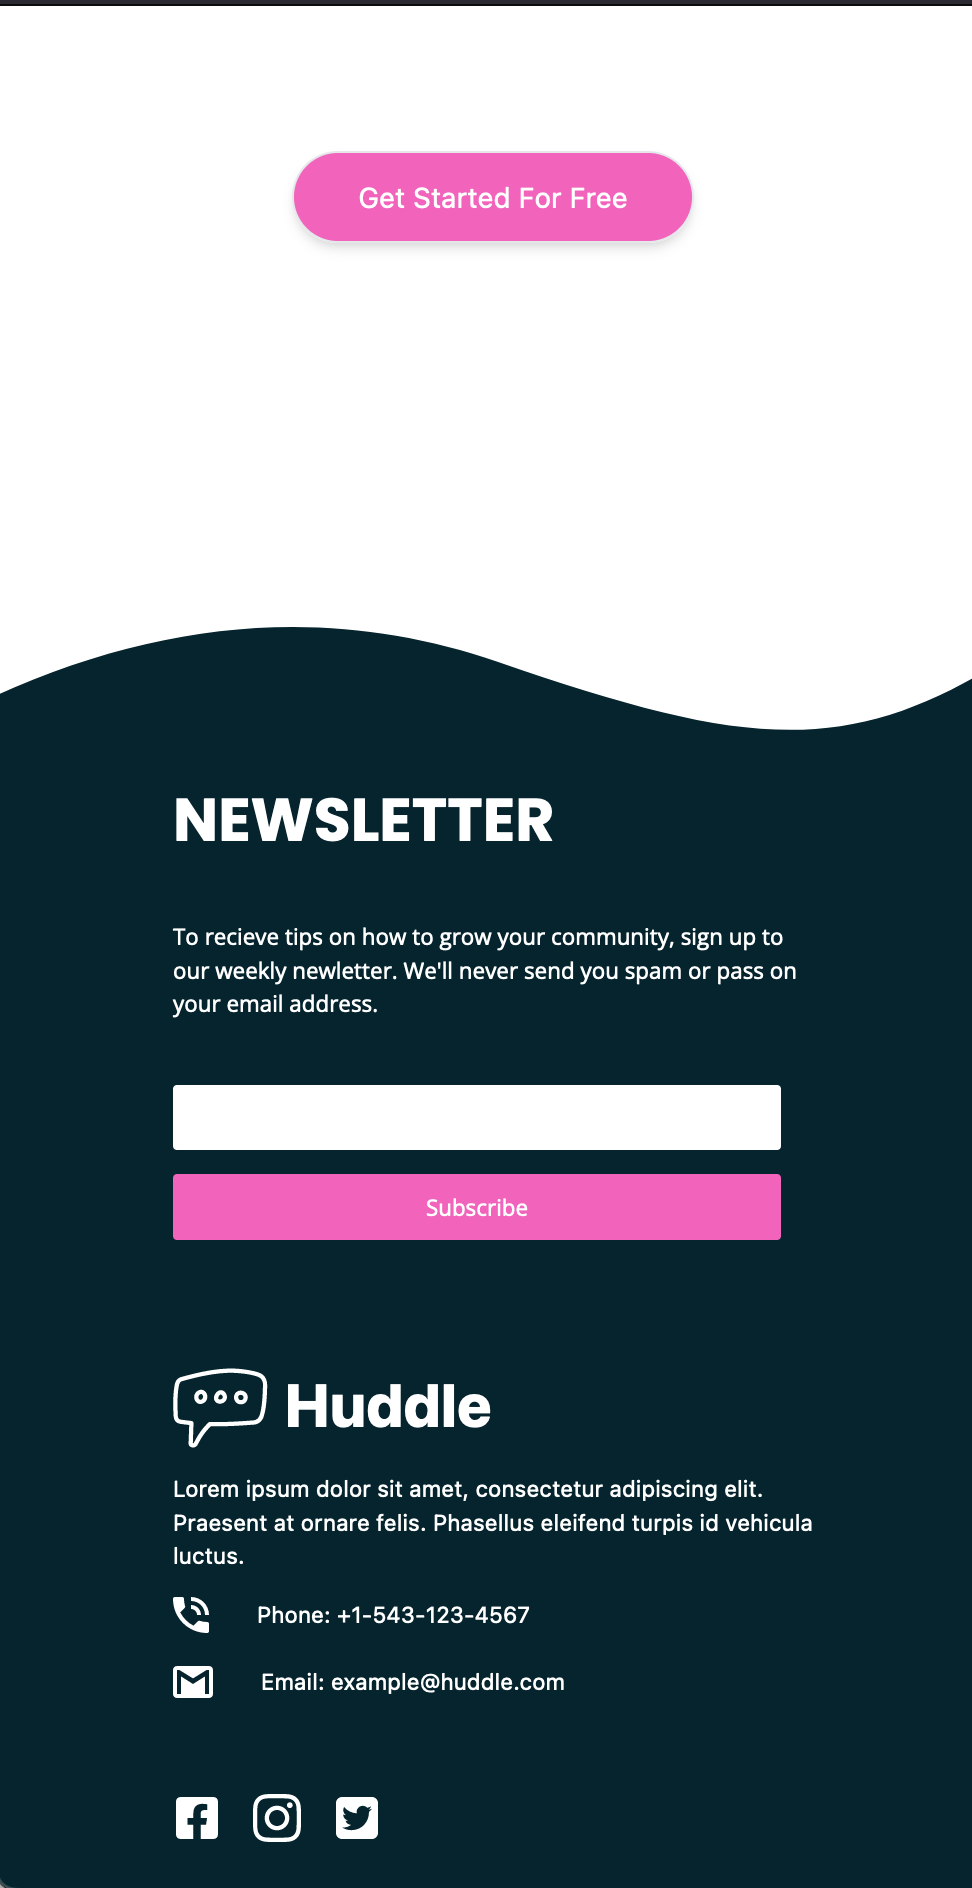 Get Started For Free
NEWSLETTER
To recieve tips on how to grow your community, sign up to
our weekly newletter. We'll never send you spam or pass on
your email address.
Subscribe
Huddle
Lorem ipsum dolor sit amet, consectetur adipiscing elit.
Praesent at ornare felis. Phasellus eleifend turpis id vehicula
luctus.
Phone: +1-543-123-4567
Email: example@huddle.com